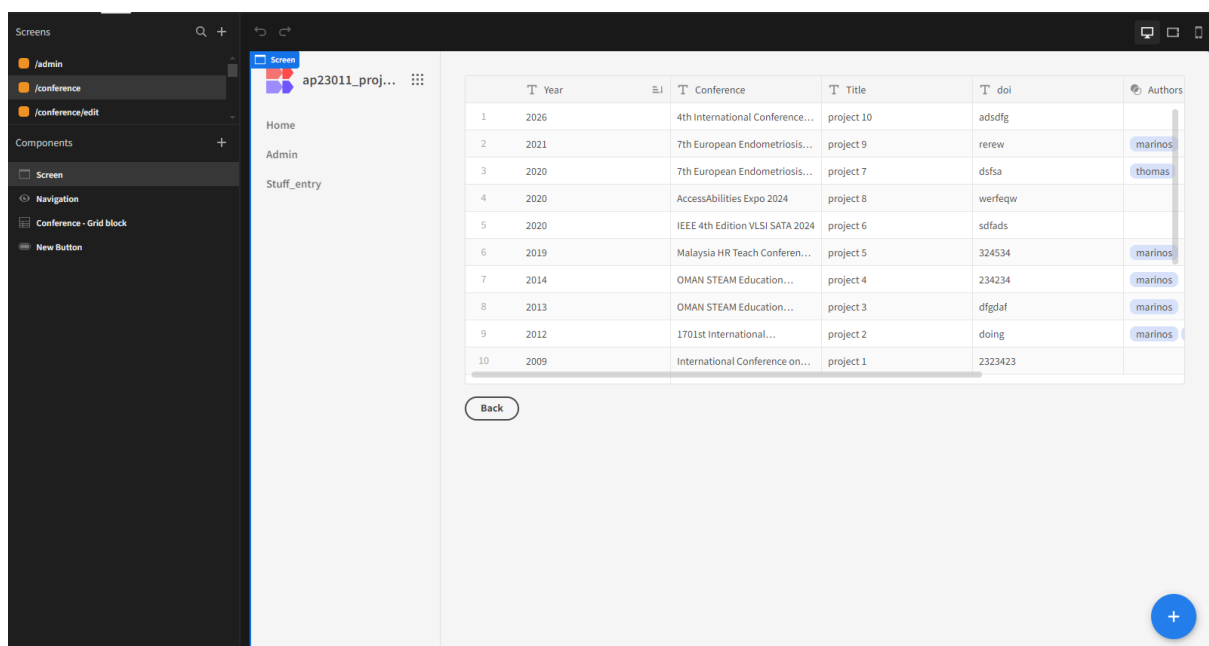 Screens
/admin
/conference
/conference/edit
Components
Screen
Navigation
Conference - Grid block
New Button
Screen
ap23011_proj...
Home
Admin
Stuff_entry
Year Conference Title doi Authors
1 2026 4th International Conference... project 10 adsdfg
2 2021 7th European Endometriosis... project 9 rerew marinos
3 2020 7th European Endometriosis... project 7 dsfsa thomas
4 2020 AccessAbilities Expo 2024 project 8 werfeqw
5 2020 IEEE 4th Edition VLSI SATA 2024 project 6 sdfads
6 2019 Malaysia HR Teach Conferen... project 5 324534 marinos
7 2014 OMAN STEAM Education... project 4 234234 marinos
8 2013 OMAN STEAM Education... project 3 dfgdaf marinos
9 2012 1701st International... project 2 doing marinos
10 2009 International Conference on... project 1 2323423
Back